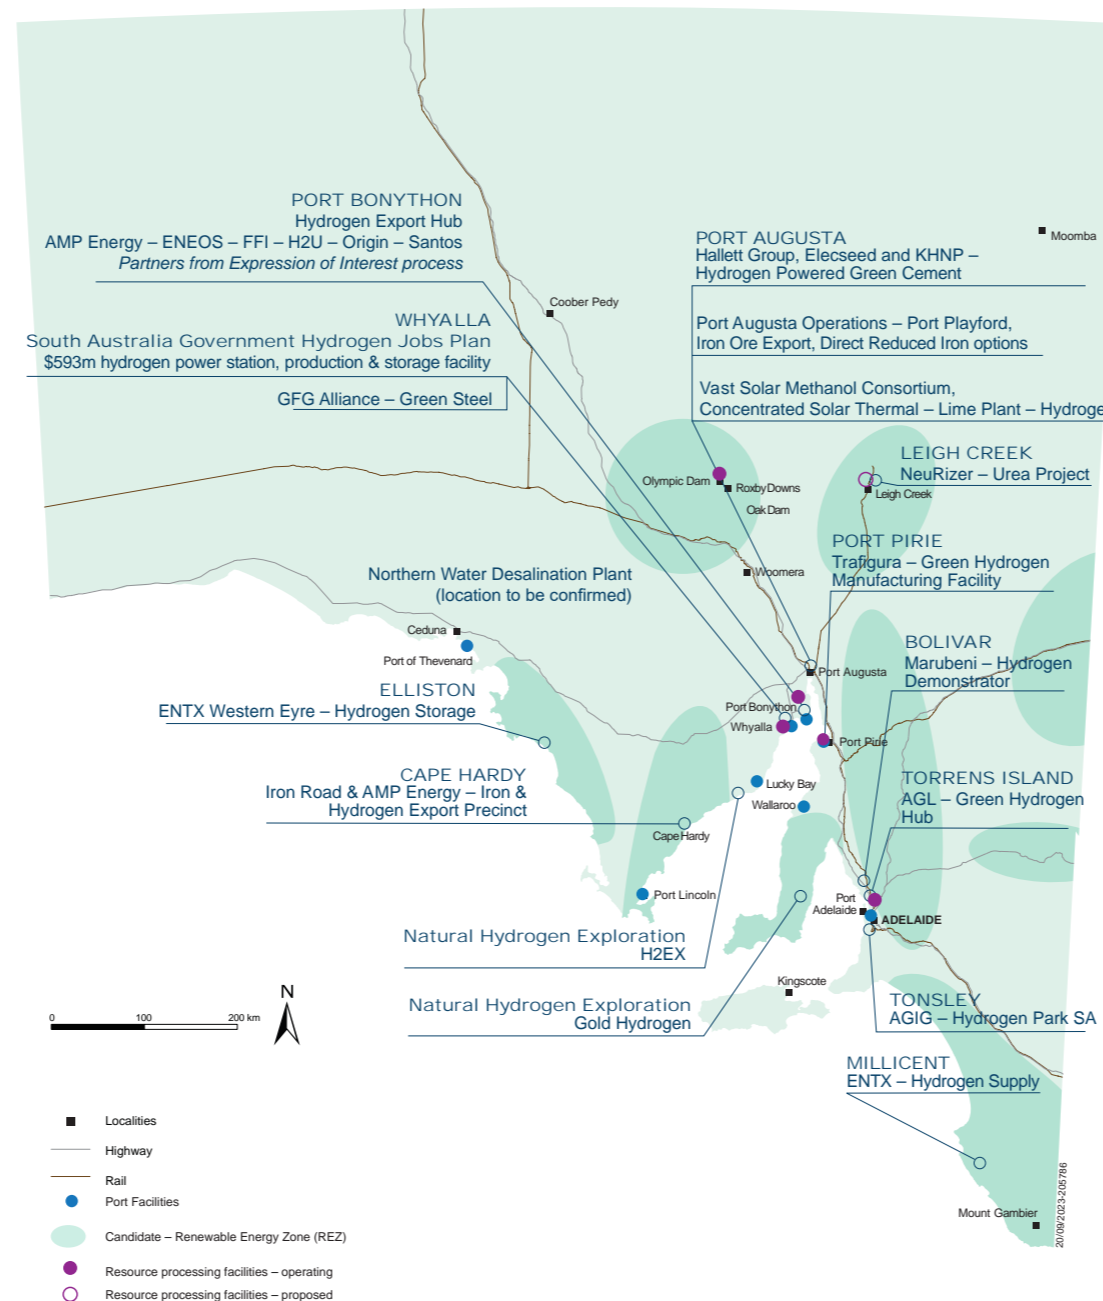 PORT BONYTHON
Hydrogen Export Hub
AMP Energy – ENEOS – FFI – H2U – Origin – Santos
Partners from Expression of Interest process
WHYALLA
South Australia Government Hydrogen Jobs Plan
$593m hydrogen power station, production & storage facility
GFG Alliance – Green Steel
PORT AUGUSTA
Hallett Group, Elecseed and KHNP –
Hydrogen Powered Green Cement
Port Augusta Operations – Port Playford,
Iron Ore Export, Direct Reduced Iron options
Vast Solar Methanol Consortium,
Concentrated Solar Thermal – Lime Plant – Hydroge
Moomba
Coober Pedy
Olympic Dam
Roxby Downs
Oak Dam
LEIGH CREEK
NeuRizer – Urea Project
Leigh Creek
PORT PIRIE
Trafigura – Green Hydrogen
Manufacturing Facility
Woomera
Northern Water Desalination Plant
(location to be confirmed)
Ceduna
Port of Thevenard
BOLIVAR
Marubeni – Hydrogen
Demonstrator
Port Augusta
ELLISTON
ENTX Western Eyre – Hydrogen Storage
Port Bonython
Whyalla
Port Pirie
CAPE HARDY
Iron Road & AMP Energy – Iron &
Hydrogen Export Precinct
TORRENS ISLAND
AGL – Green Hydrogen
Hub
Lucky Bay
Wallaroo
Cape Hardy
Port Lincoln
Port
Adelaide
ADELAIDE
Natural Hydrogen Exploration
H2EX
Kingscote
Natural Hydrogen Exploration
Gold Hydrogen
TONSLEY
AGIG – Hydrogen Park SA
MILLICENT
ENTX – Hydrogen Supply
Mount Gambier
N
0 100 200 km
Localities
Highway
Rail
Port Facilities
Candidate – Renewable Energy Zone (REZ)
Resource processing facilities – operating
Resource processing facilities – proposed
20/09/2023-205786